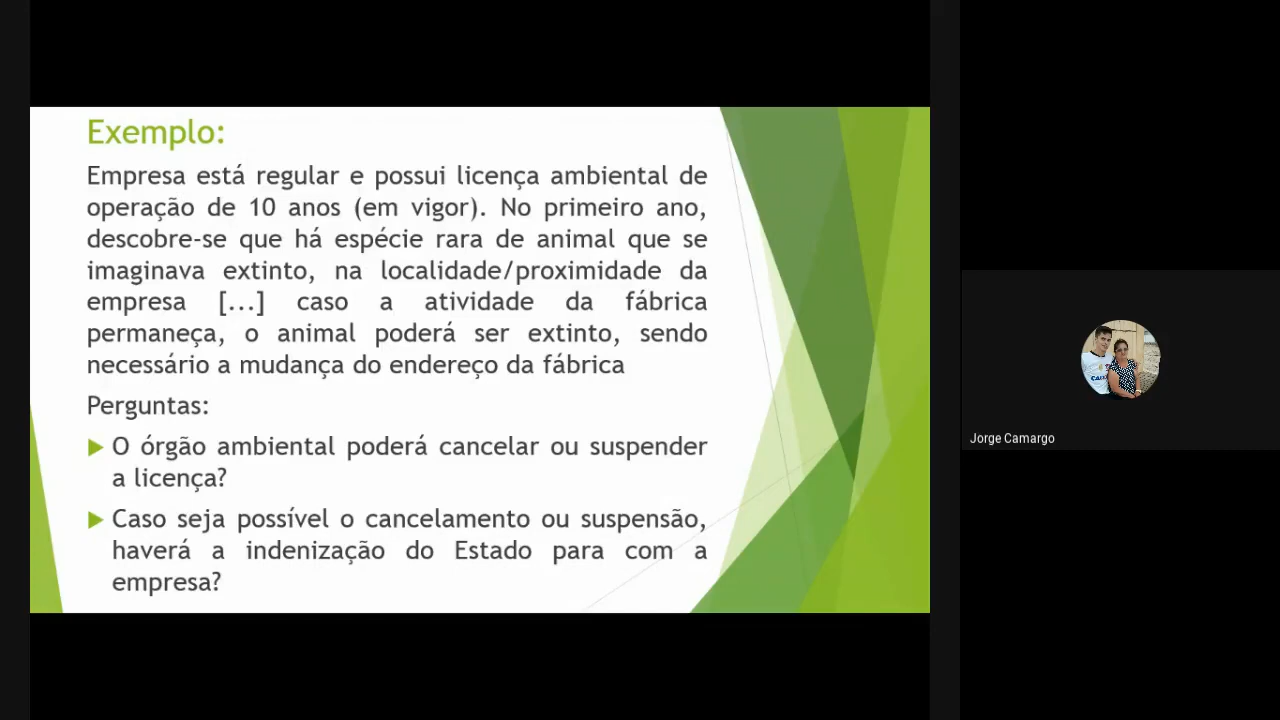 Exemplo:
Empresa está regular e possui licença ambiental de
operação de 10 anos (em vigor). No primeiro ano,
descobre-se que há espécie rara de animal que se
imaginava extinto, na localidade/proximidade da
empresa [...] caso a atividade da fábrica
permaneça, o animal poderá ser extinto, sendo
necessário a mudança do endereço da fábrica
Perguntas:
O órgão ambiental poderá cancelar ou suspender
a licença?
Caso seja possível o cancelamento ou suspensão,
haverá a indenização do Estado para com a
empresa?
Jorge Camargo